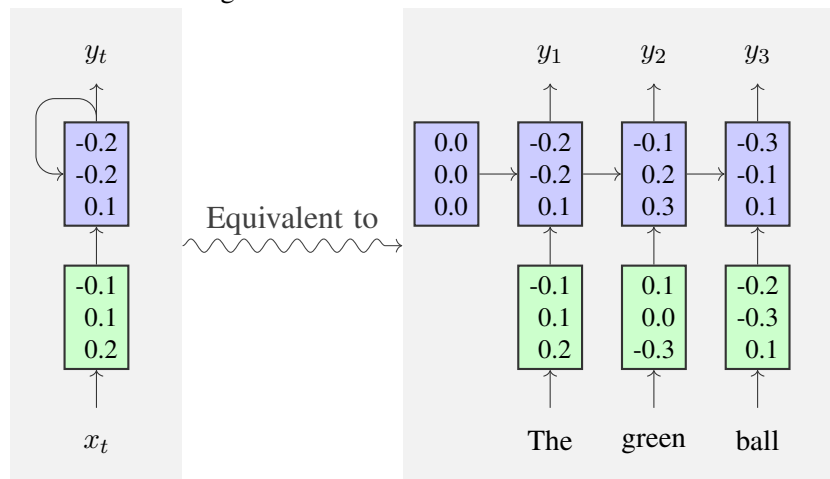 y_t
-0.2
-0.2
0.1
-0.1
0.1
0.2
x_t
Equivalent to
y_1 y_2 y_3
0.0 -0.2 -0.1 -0.3
0.0 -0.2 0.2 -0.1
0.0 0.1 0.3 0.1
-0.1 0.1 -0.2
0.1 0.0 -0.3
0.2 -0.3 0.1
The green ball